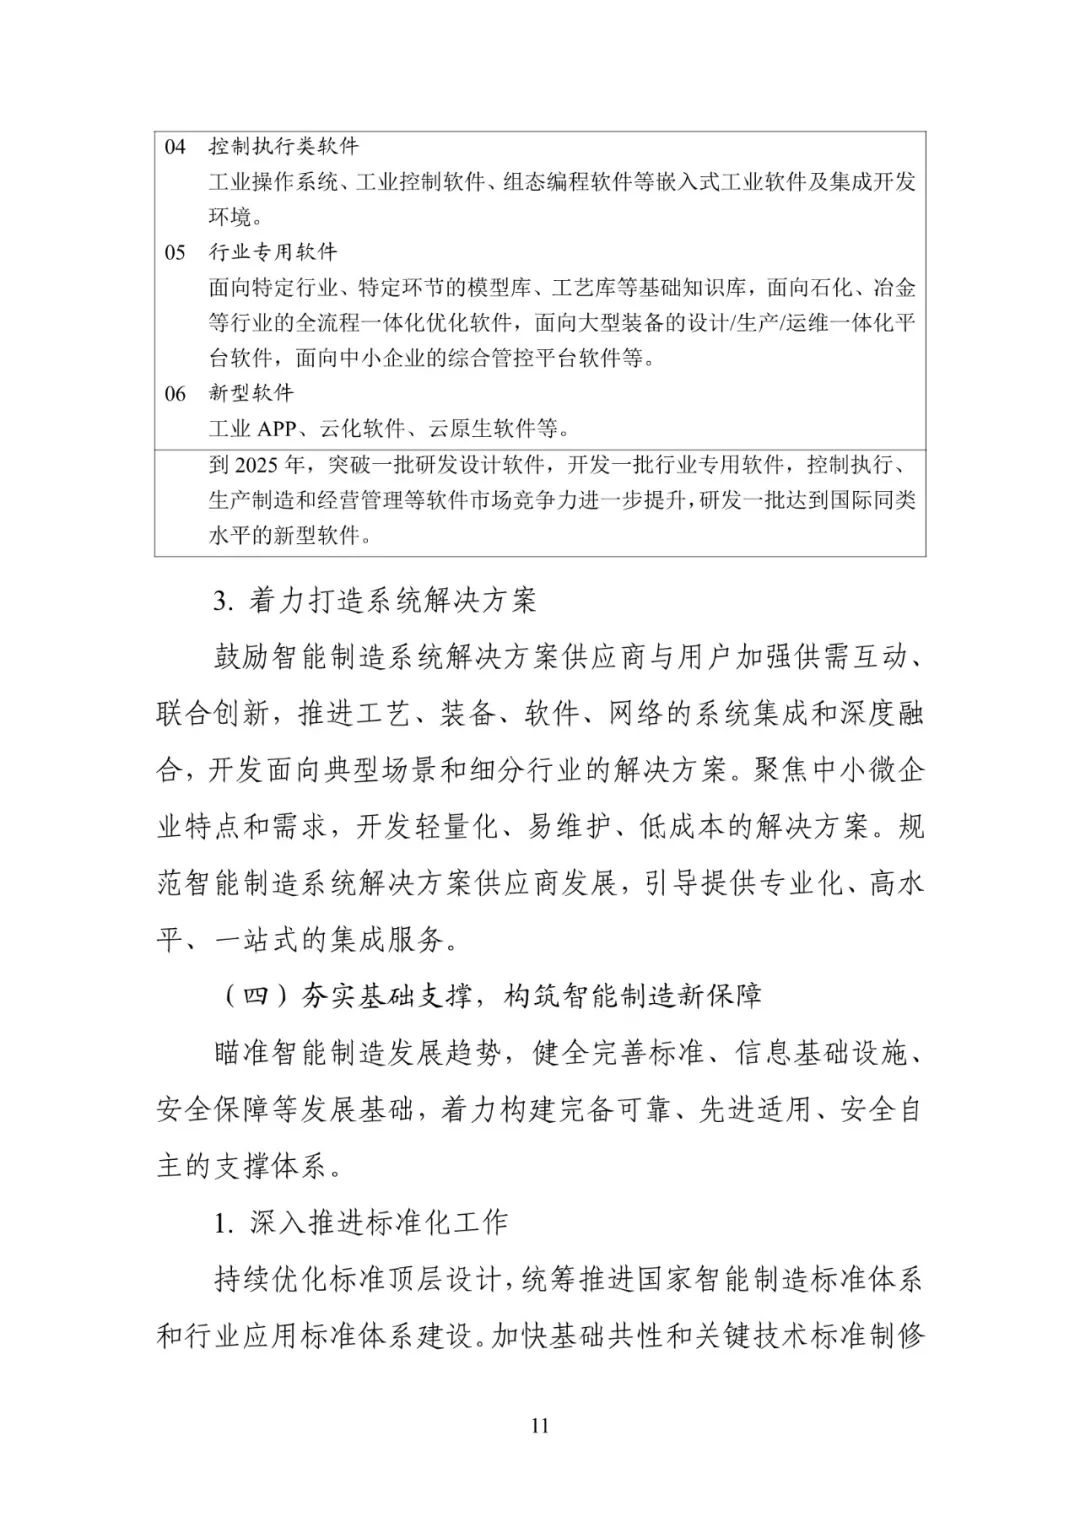 04 控制执行类软件
工业操作系统、工业控制软件、组态编程软件等嵌入式工业软件及集成开发
环境。
05 行业专用软件
面向特定行业、特定环节的模型库、工艺库等基础知识库，面向石化、冶金
等行业的全流程一体化优化软件，面向大型装备的设计/生产/运维一体化平
台软件，面向中小企业的综合管控平台软件等。
06 新型软件
工业 APP、云化软件、云原生软件等。
到 2025 年，突破一批研发设计软件，开发一批行业专用软件，控制执行、
生产制造和经营管理等软件市场竞争力进一步提升，研发一批达到国际同类
水平的新型软件。
3. 着力打造系统解决方案
鼓励智能制造系统解决方案供应商与用户加强供需互动、
联合创新，推进工艺、装备、软件、网络的系统集成和深度融
合，开发面向典型场景和细分行业的解决方案。聚焦中小微企
业特点和需求，开发轻量化、易维护、低成本的解决方案。规
范智能制造系统解决方案供应商发展，引导提供专业化、高水
平、一站式的集成服务。
（四）夯实基础支撑，构筑智能制造新保障
瞄准智能制造发展趋势，健全完善标准、信息基础设施、
安全保障等发展基础，着力构建完备可靠、先进适用、安全自
主的支撑体系。
1. 深入推进标准化工作
持续优化标准顶层设计，统筹推进国家智能制造标准体系
和行业应用标准体系建设。加快基础共性和关键技术标准制修
11